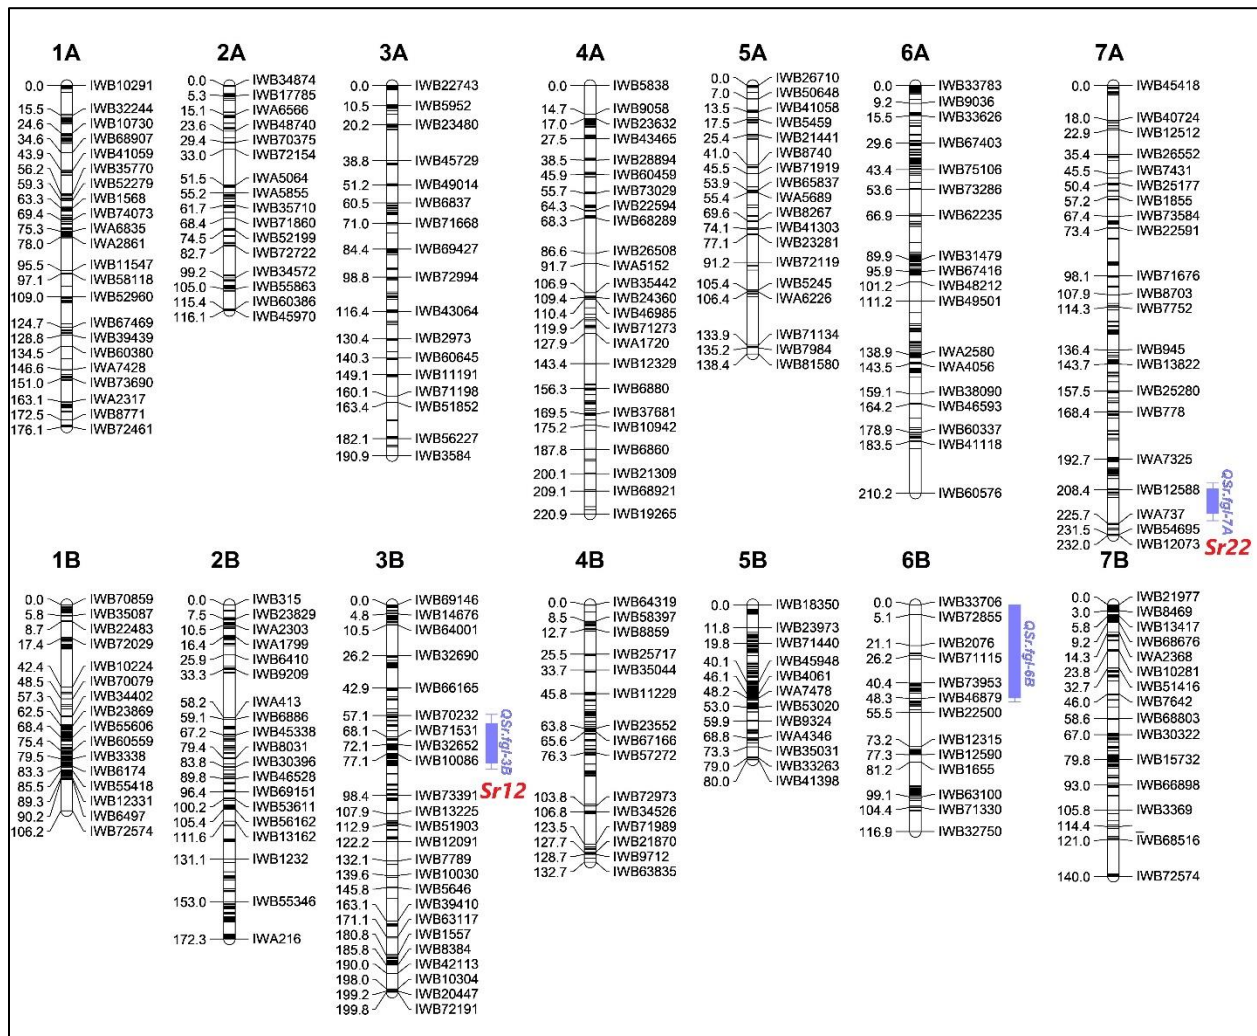 1A
0.0 IWB10291
15.5 IWB32244
24.6 IWB10730
34.6 IWB68907
43.9 IWB41059
56.2 IWB35770
59.3 IWB52279
63.3 IWB1568
69.4 IWB74073
75.3 IWA6835
78.0 IWA2861
95.5 IWB11547
97.1 IWB58118
109.0 IWB52960
124.7 IWB67469
128.8 IWB39439
134.5 IWB60380
146.6 IWA7428
151.0 IWB73690
163.1 IWA2317
172.5 IWB8771
176.1 IWB72461
2A
0.0 IWB34874
5.3 IWB17785
15.1 IWA6566
23.6 IWB48740
29.4 IWB70375
33.0 IWB72154
51.5 IWA5064
55.2 IWA5855
61.7 IWB35710
68.4 IWB71860
74.5 IWB52199
82.7 IWB72722
99.2 IWB34572
105.0 IWB55863
115.4 IWB60386
116.1 IWB45970
3A
0.0 IWB22743
10.5 IWB5952
20.2 IWB23480
38.8 IWB45729
51.2 IWB49014
60.5 IWB6837
71.0 IWB71668
84.4 IWB69427
98.8 IWB72994
116.4 IWB43064
130.4 IWB2973
140.3 IWB60645
149.1 IWB11191
160.1 IWB71198
163.4 IWB51852
182.1 IWB56227
190.9 IWB3584
4A
0.0 IWB5838
14.7 IWB9058
17.0 IWB23632
27.5 IWB43465
38.5 IWB28894
45.9 IWB60459
55.7 IWB73029
64.3 IWB22594
68.3 IWB68289
86.6 IWB26508
91.7 IWA5152
106.9 IWB35442
109.4 IWB24360
110.4 IWB46985
119.9 IWB71273
127.9 IWA1720
143.4 IWB12329
156.3 IWB6880
169.5 IWB37681
175.2 IWB10942
187.8 IWB6860
200.1 IWB21309
209.1 IWB68921
220.9 IWB19265
5A
0.0 IWB26710
7.0 IWB50648
13.5 IWB41058
17.5 IWB5459
25.4 IWB21441
41.0 IWB8740
45.5 IWB71919
53.9 IWB65837
55.4 IWA5689
69.6 IWB8267
74.1 IWB41303
77.1 IWB23281
91.2 IWB72119
105.4 IWB5245
106.4 IWA6226
133.9 IWB71134
135.2 IWB7984
138.4 IWB81580
6A
0.0 IWB33783
9.2 IWB9036
15.5 IWB33626
29.6 IWB67403
43.4 IWB75106
53.6 IWB73286
66.9 IWB62235
89.9 IWB31479
95.9 IWB67416
101.2 IWB48212
111.2 IWB49501
138.9 IWA2580
143.5 IWA4056
159.1 IWB38090
164.2 IWB46593
178.9 IWB60337
183.5 IWB41118
210.2 IWB60576
7A
0.0 IWB45418
18.0 IWB40724
22.9 IWB12512
35.4 IWB26552
45.5 IWB7431
50.4 IWB25177
57.2 IWB1855
67.4 IWB73584
73.4 IWB22591
98.1 IWB71676
107.9 IWB8703
114.3 IWB7752
136.4 IWB945
143.7 IWB13822
157.5 IWB25280
168.4 IWB778
192.7 IWA7325
208.4 IWB12588
225.7 IWA737
231.5 IWB54695
232.0 IWB12073
QSr.fgl-7A
Sr22
1B
0.0 IWB70859
5.8 IWB35087
8.7 IWB22483
17.4 IWB72029
42.4 IWB10224
48.5 IWB70079
57.3 IWB34402
62.5 IWB23869
68.4 IWB55606
75.4 IWB60559
79.5 IWB3338
83.3 IWB6174
85.5 IWB55418
89.3 IWB12331
90.2 IWB6497
106.2 IWB72574
2B
0.0 IWB315
7.5 IWB23829
10.5 IWA2303
16.4 IWA1799
25.9 IWB6410
33.3 IWB9209
58.2 IWA413
59.1 IWB6886
67.2 IWB45338
79.4 IWB8031
83.8 IWB30396
89.8 IWB46528
96.4 IWB69151
100.2 IWB53611
105.4 IWB56162
111.6 IWB13162
131.1 IWB1232
153.0 IWB55346
172.3 IWA216
3B
0.0 IWB69146
4.8 IWB14676
10.5 IWB64001
26.2 IWB32690
42.9 IWB66165
57.1 IWB70232
68.1 IWB71531
72.1 IWB32652
77.1 IWB10086
98.4 IWB73391
107.9 IWB13225
112.9 IWB51903
122.2 IWB12091
132.1 IWB7789
139.6 IWB10030
145.8 IWB5646
163.1 IWB39410
171.1 IWB63117
180.8 IWB1557
185.8 IWB8384
190.0 IWB42113
198.0 IWB10304
199.2 IWB20447
199.8 IWB72191
QSr.fgl-3B
Sr12
4B
0.0 IWB64319
8.5 IWB58397
12.7 IWB8859
25.5 IWB25717
33.7 IWB35044
45.8 IWB11229
63.8 IWB23552
65.6 IWB67166
76.3 IWB57272
103.8 IWB72973
106.8 IWB34526
123.5 IWB71989
127.7 IWB21870
128.7 IWB9712
132.7 IWB63835
5B
0.0 IWB18350
11.8 IWB23973
19.8 IWB71440
40.1 IWB45948
46.1 IWB4061
48.2 IWA7478
53.0 IWB53020
59.9 IWB9324
68.8 IWA4346
73.3 IWB35031
79.0 IWB33263
80.0 IWB41398
6B
0.0 IWB33706
5.1 IWB72855
21.1 IWB2076
26.2 IWB71115
40.4 IWB73953
48.3 IWB46879
55.5 IWB22500
73.2 IWB12315
77.3 IWB12590
81.2 IWB1655
99.1 IWB63100
104.4 IWB71330
116.9 IWB32750
QSr.fgl-6B
7B
0.0 IWB21977
3.0 IWB8469
5.8 IWB13417
9.2 IWB68676
14.3 IWA2368
23.8 IWB10281
32.7 IWB51416
46.0 IWB7642
58.6 IWB68803
67.0 IWB30322
79.8 IWB15732
93.0 IWB66898
105.8 IWB3369
114.4 _
121.0 IWB68516
140.0 IWB72574